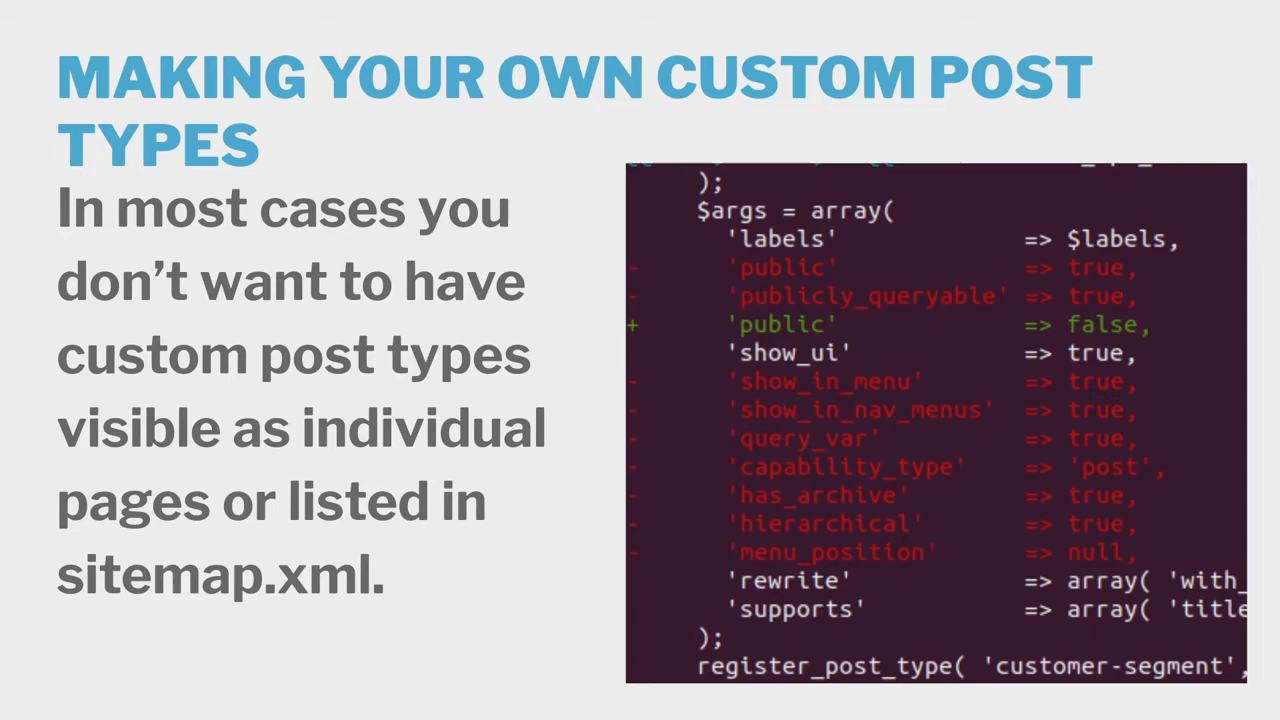 MAKING YOUR OWN CUSTOM POST
TYPES
In most cases you
don’t want to have
custom post types
visible as individual
pages or listed in
sitemap.xml.
);
$args = array(
'labels' => $labels,
- 'public' => true,
- 'publicly_queryable' => true,
+ 'public' => false,
'show_ui' => true,
- 'show_in_menu' => true,
- 'show_in_nav_menus' => true,
- 'query_var' => true,
- 'capability_type' => 'post',
- 'has_archive' => true,
- 'hierarchical' => true,
- 'menu_position' => null,
'rewrite' => array( 'with_
'supports' => array( 'title
);
register_post_type( 'customer-segment',